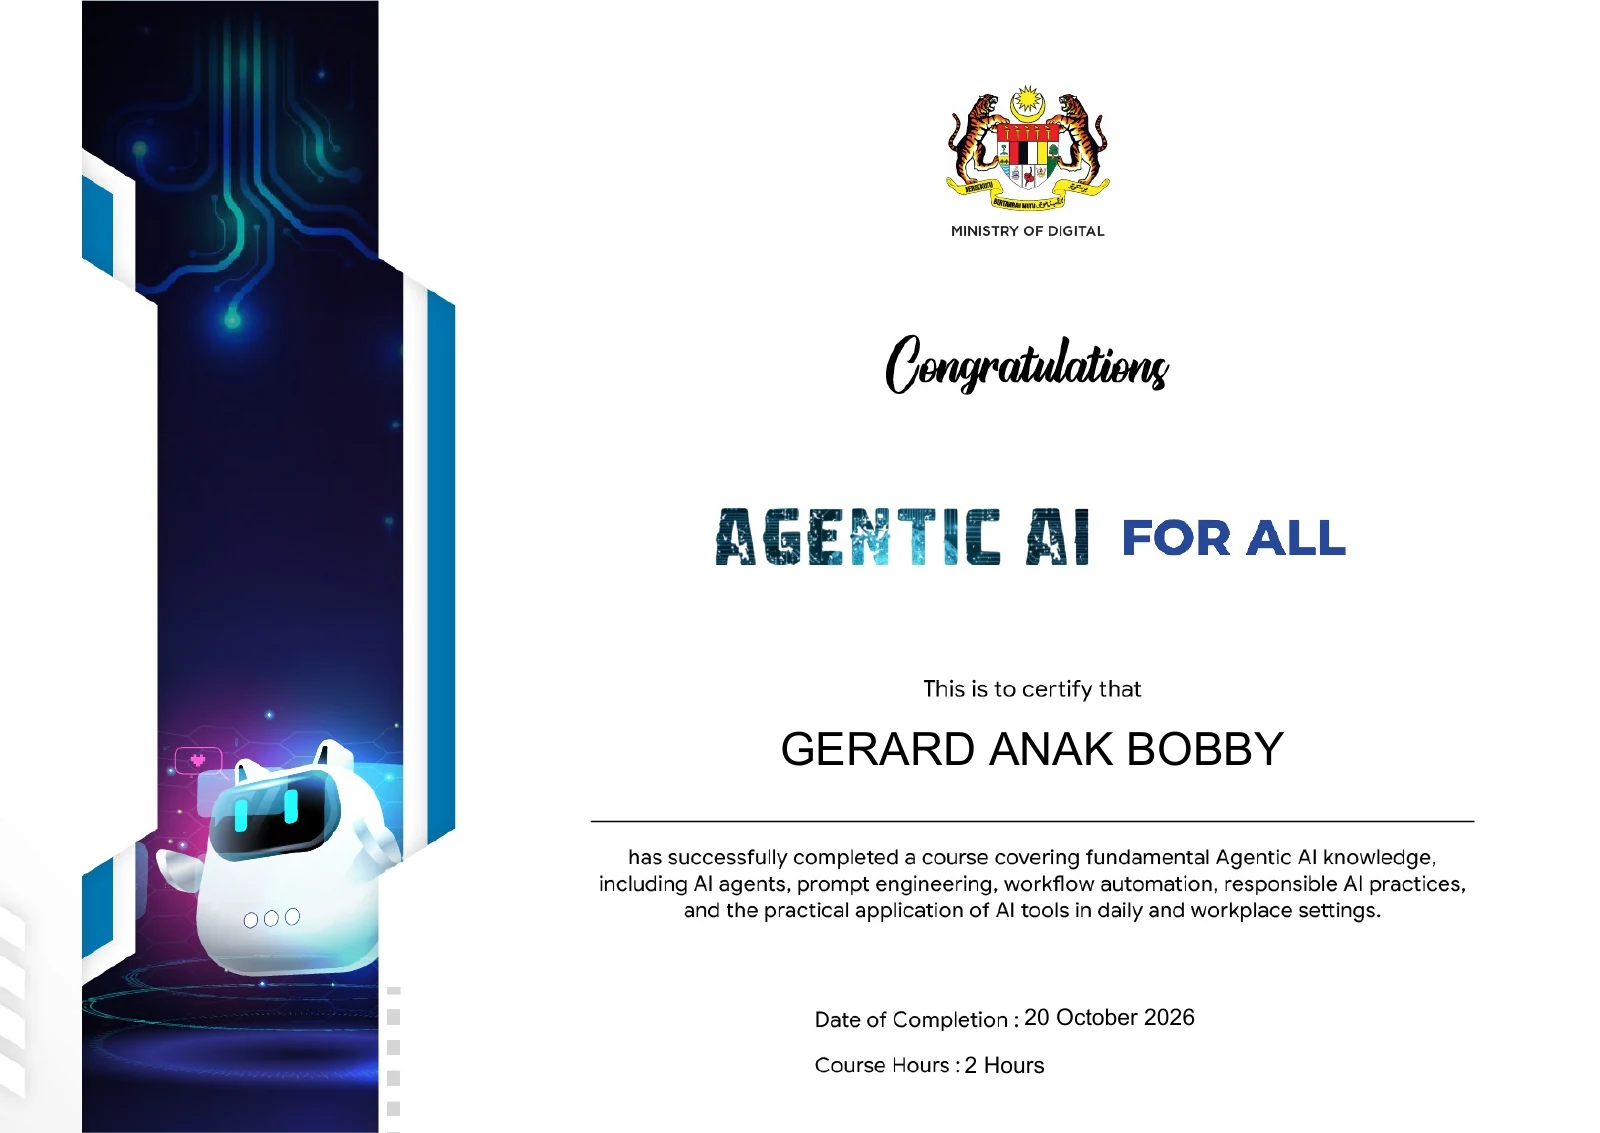 BERSEKUTU
BERTAMBAH MUTU
MINISTRY OF DIGITAL
Congratulations
AGENTIC AI FOR ALL
This is to certify that
GERARD ANAK BOBBY
has successfully completed a course covering fundamental Agentic AI knowledge,
including AI agents, prompt engineering, workflow automation, responsible AI practices,
and the practical application of AI tools in daily and workplace settings.
Date of Completion : 20 October 2026
Course Hours : 2 Hours